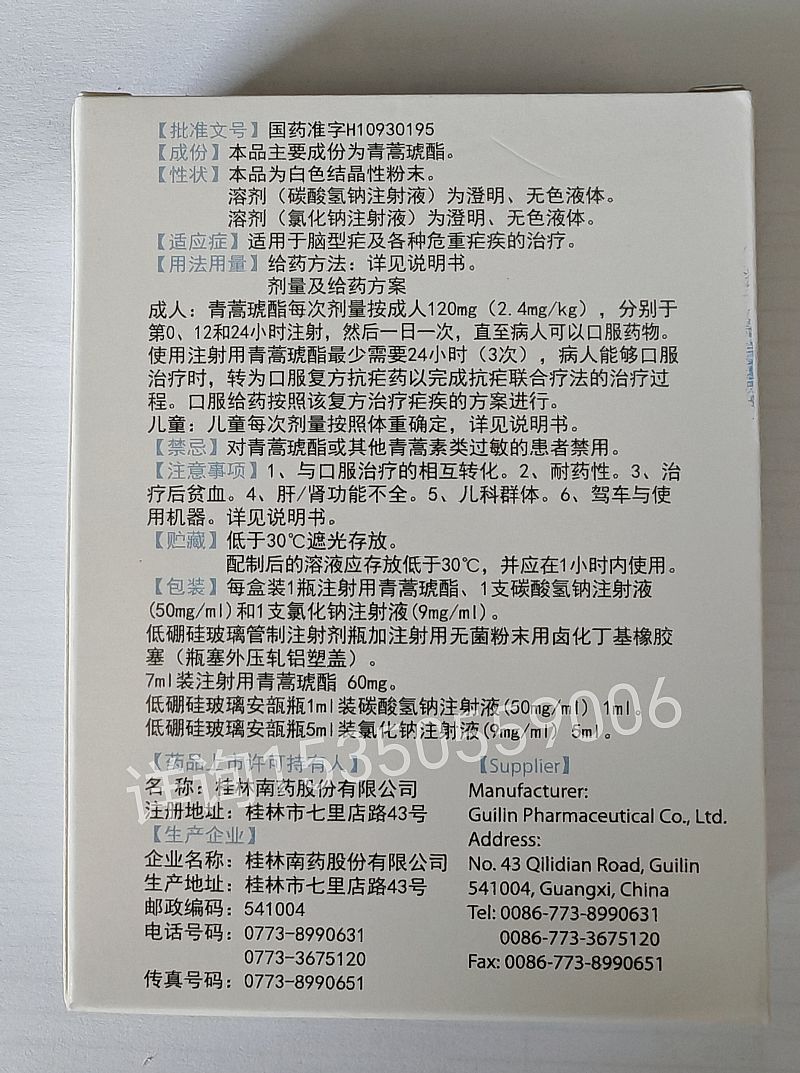 【批准文号】国药准字H10930195
【成份】本品主要成份为青蒿琥酯。
【性状】本品为白色结晶性粉末。
溶剂（碳酸氢钠注射液）为澄明、无色液体。
溶剂（氯化钠注射液）为澄明、无色液体。
【适应症】适用于脑型疟及各种危重疟疾的治疗。
【用法用量】给药方法：详见说明书。
剂量及给药方案
成人：青蒿琥酯每次剂量按成人120mg（2.4mg/kg），分别于
第0、12和24小时注射，然后一日一次，直至病人可以口服药物。
使用注射用青蒿琥酯最少需要24小时（3次），病人能够口服
治疗时，转为口服复方抗疟药以完成抗疟联合疗法的治疗过
程。口服给药按照该复方治疗疟疾的方案进行。
儿童：儿童每次剂量按照体重确定，详见说明书。
【禁忌】对青蒿琥酯或其他青蒿素类过敏的患者禁用。
【注意事项】1、与口服治疗的相互转化。2、耐药性。3、治
疗后贫血。4、肝/肾功能不全。5、儿科群体。6、驾车与使
用机器。详见说明书。
【贮藏】低于30℃遮光存放。
配制后的溶液应存放低于30℃，并应在1小时内使用。
【包装】每盒装1瓶注射用青蒿琥酯、1支碳酸氢钠注射液
(50mg/ml)和1支氯化钠注射液(9mg/ml)。
低硼硅玻璃管制注射剂瓶加注射用无菌粉末用卤化丁基橡胶
塞（瓶塞外压轧铝塑盖）。
7ml装注射用青蒿琥酯 60mg。
低硼硅玻璃安瓿瓶1ml装碳酸氢钠注射液(50mg/ml) 1ml。
低硼硅玻璃安瓿瓶5ml装氯化钠注射液(9mg/ml) 5ml。
详询15350559006
【药品上市许可持有人】
名 称：桂林南药股份有限公司
注册地址：桂林市七里店路43号
【生产企业】
企业名称：桂林南药股份有限公司
生产地址：桂林市七里店路43号
邮政编码：541004
电话号码：0773-8990631
0773-3675120
传真号码：0773-8990651
【Supplier】
Manufacturer:
Guilin Pharmaceutical Co., Ltd.
Address:
No. 43 Qilidian Road, Guilin
541004, Guangxi, China
Tel: 0086-773-8990631
0086-773-3675120
Fax: 0086-773-8990651